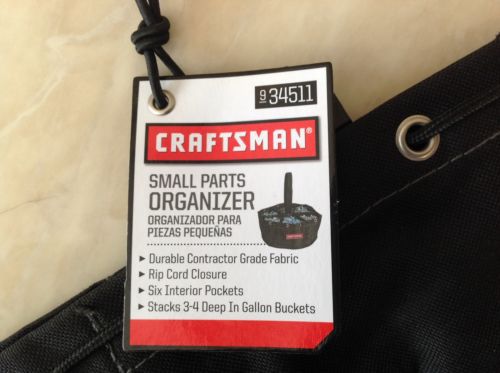 9 34511
CRAFTSMAN®
SMALL PARTS
ORGANIZER
ORGANIZADOR PARA
PIEZAS PEQUEÑAS
CRAFTSMAN
▸ Durable Contractor Grade Fabric
▸ Rip Cord Closure
▸ Six Interior Pockets
▸ Stacks 3-4 Deep In Gallon Buckets